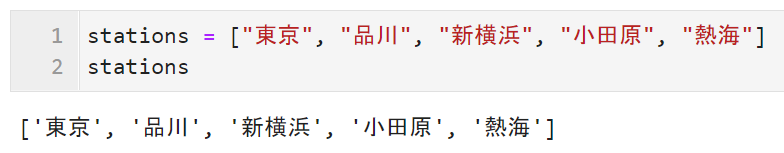 1 stations = ["東京", "品川", "新横浜", "小田原", "熱海"]
2 stations
['東京', '品川', '新横浜', '小田原', '熱海']